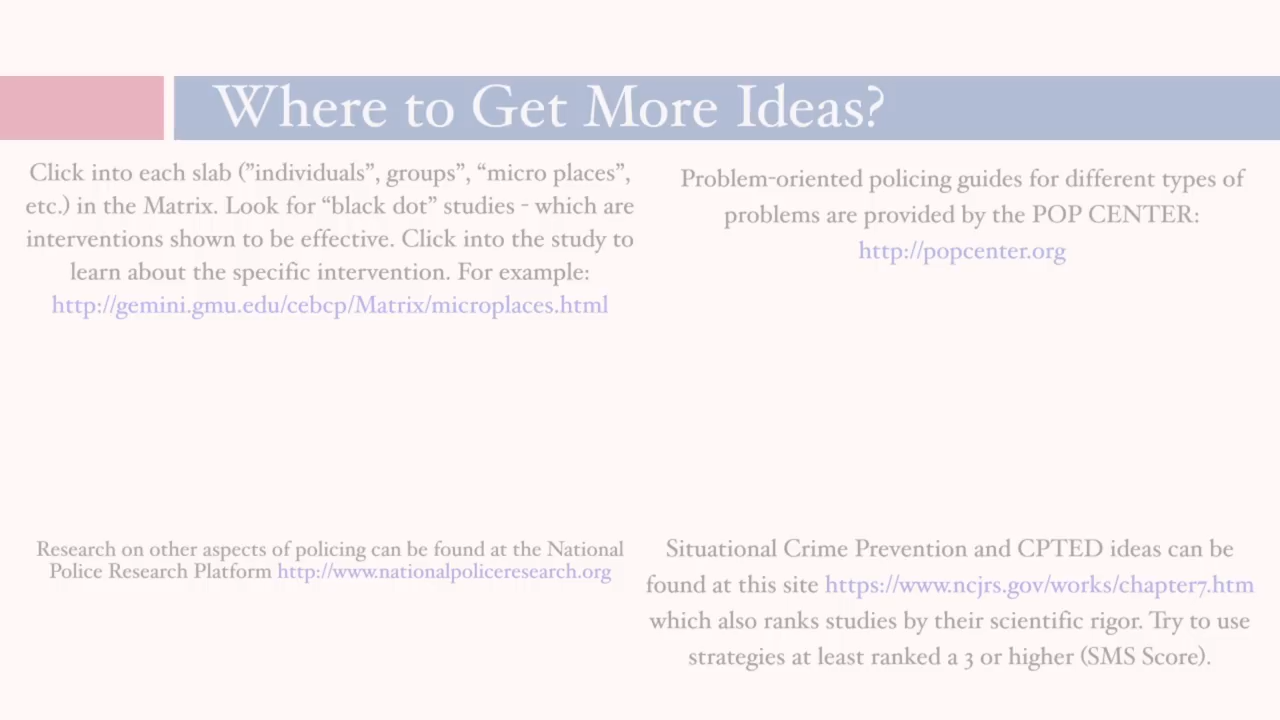 Where to Get More Ideas?
Click into each slab (”individuals”, groups”, “micro places”,
etc.) in the Matrix. Look for “black dot” studies - which are
interventions shown to be effective. Click into the study to
learn about the specific intervention. For example:
http://gemini.gmu.edu/cebcp/Matrix/microplaces.html
Problem-oriented policing guides for different types of
problems are provided by the POP CENTER:
http://popcenter.org
Research on other aspects of policing can be found at the National
Police Research Platform http://www.nationalpoliceresearch.org
Situational Crime Prevention and CPTED ideas can be
found at this site https://www.ncjrs.gov/works/chapter7.htm
which also ranks studies by their scientific rigor. Try to use
strategies at least ranked a 3 or higher (SMS Score).